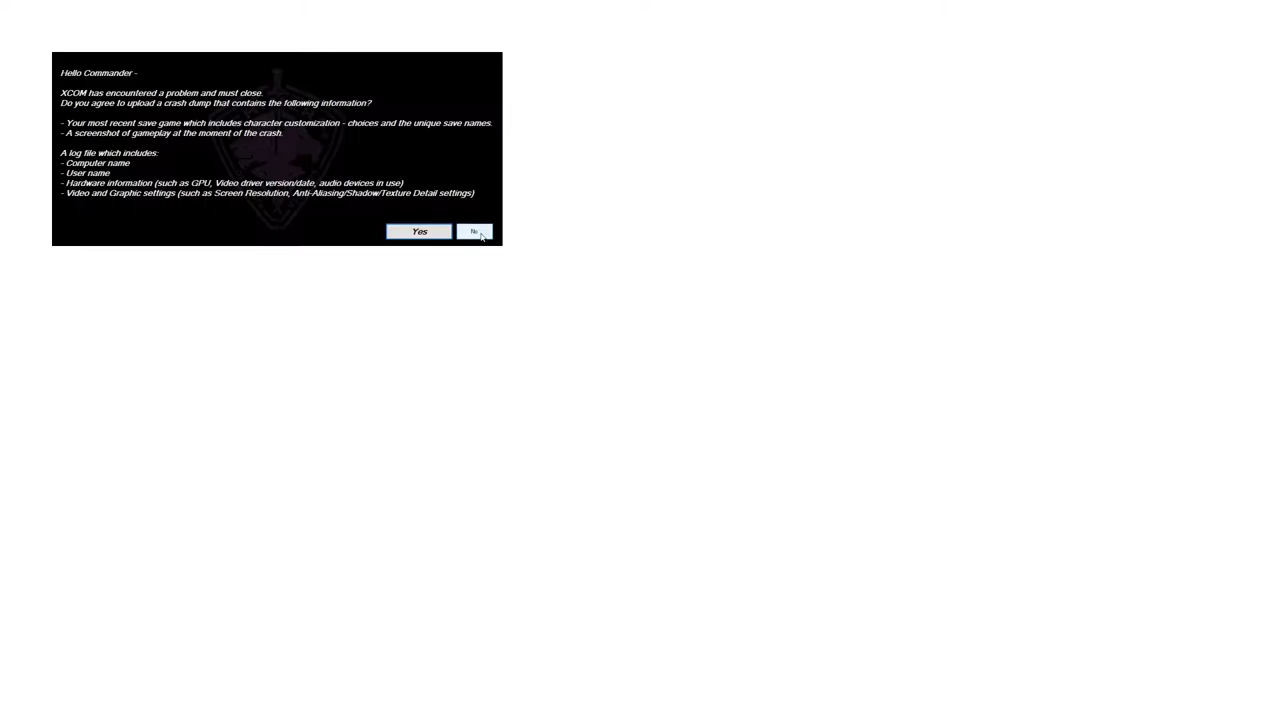 Hello Commander -
XCOM has encountered a problem and must close.
Do you agree to upload a crash dump that contains the following information?
- Your most recent save game which includes character customization - choices and the unique save names.
- A screenshot of gameplay at the moment of the crash.
A log file which includes:
- Computer name
- User name
- Hardware information (such as GPU, Video driver version/date, audio devices in use)
- Video and Graphic settings (such as Screen Resolution, Anti-Aliasing/Shadow/Texture Detail settings)
Yes No